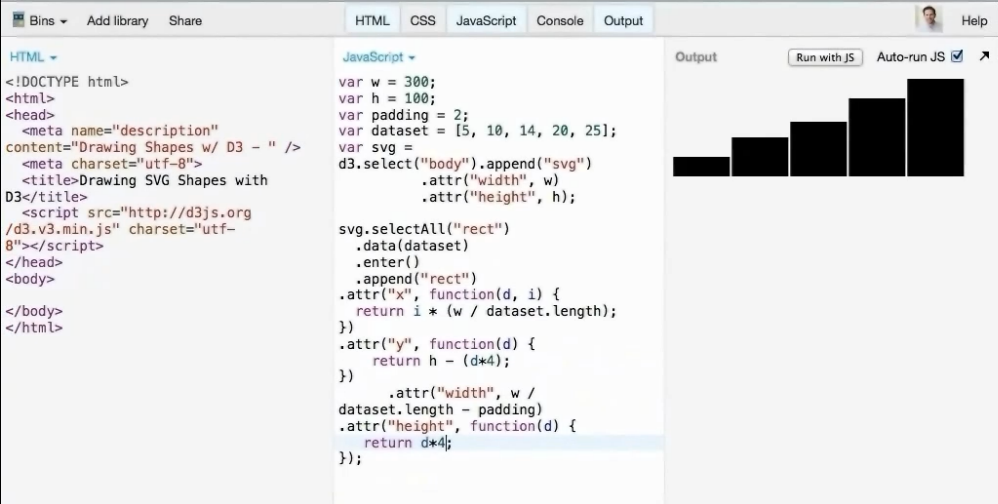 Bins Add library Share HTML CSS JavaScript Console Output Help
HTML
<!DOCTYPE html>
<html>
<head>
  <meta name="description"
content="Drawing Shapes w/ D3 - " />
  <meta charset="utf-8">
  <title>Drawing SVG Shapes with
D3</title>
  <script src="http://d3js.org
/d3.v3.min.js" charset="utf-
8"></script>
</head>
<body>
</body>
</html>
JavaScript
var w = 300;
var h = 100;
var padding = 2;
var dataset = [5, 10, 14, 20, 25];
var svg =
d3.select("body").append("svg")
          .attr("width", w)
          .attr("height", h);
svg.selectAll("rect")
  .data(dataset)
  .enter()
  .append("rect")
.attr("x", function(d, i) {
  return i * (w / dataset.length);
})
.attr("y", function(d) {
    return h - (d*4);
})
      .attr("width", w /
dataset.length - padding)
.attr("height", function(d) {
   return d*4;
});
Output Run with JS Auto-run JS